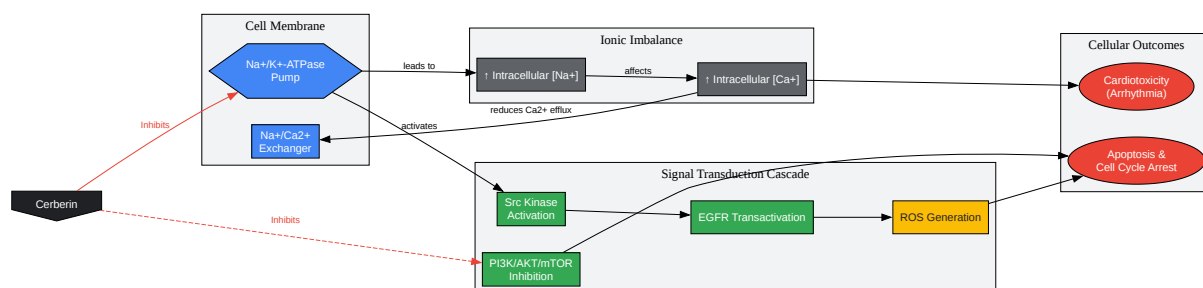 Cell Membrane
Na+/K+-ATPase
Pump
leads to
Ionic Imbalance
↑ Intracellular [Na+]
affects
↑ Intracellular [Ca+]
Cellular Outcomes
Cardiotoxicity
(Arrhythmia)
reduces Ca2+ efflux
Inhibits
activates
Na+/Ca2+
Exchanger
Apoptosis &
Cell Cycle Arrest
Signal Transduction Cascade
Cerberin
Inhibits
Src Kinase
Activation
EGFR Transactivation
ROS Generation
PI3K/AKT/mTOR
Inhibition